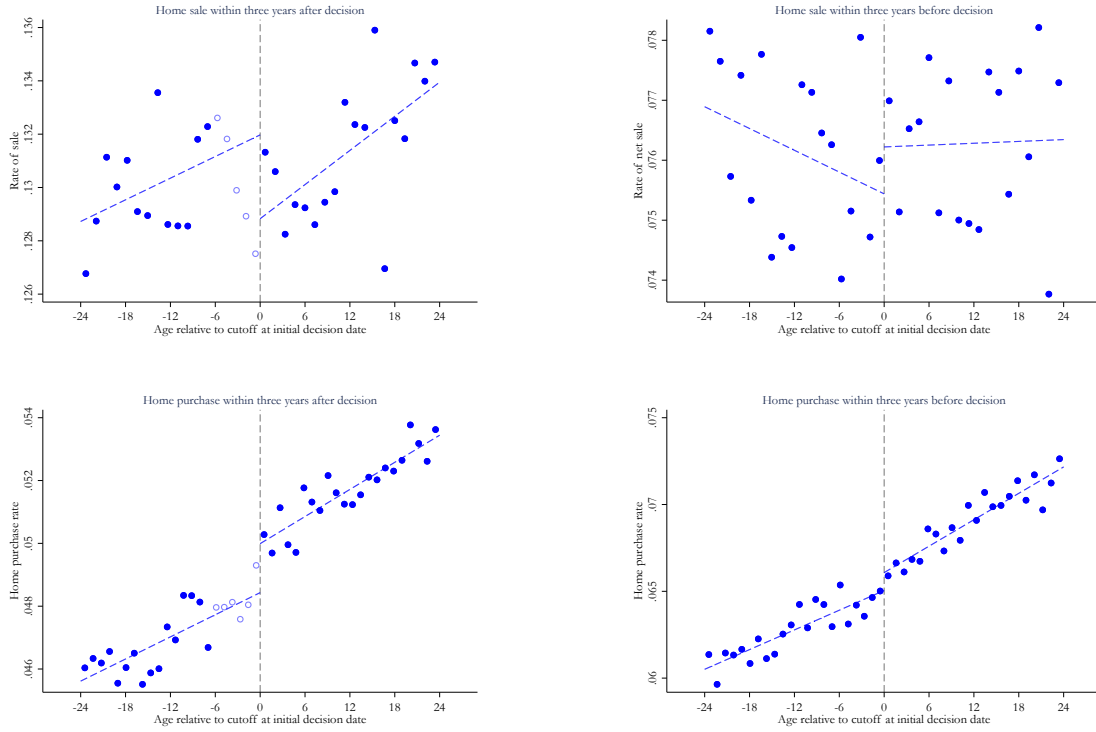 Home sale within three years after decision
Rate of sale
.136
.134
.132
.13
.128
.126
-24 -18 -12 -6 0 6 12 18 24
Age relative to cutoff at initial decision date
Home sale within three years before decision
Rate of net sale
.078
.077
.076
.075
.074
-24 -18 -12 -6 0 6 12 18 24
Age relative to cutoff at initial decision date
Home purchase within three years after decision
Home purchase rate
.054
.052
.05
.048
.046
-24 -18 -12 -6 0 6 12 18 24
Age relative to cutoff at initial decision date
Home purchase within three years before decision
Home purchase rate
.075
.07
.065
.06
-24 -18 -12 -6 0 6 12 18 24
Age relative to cutoff at initial decision date